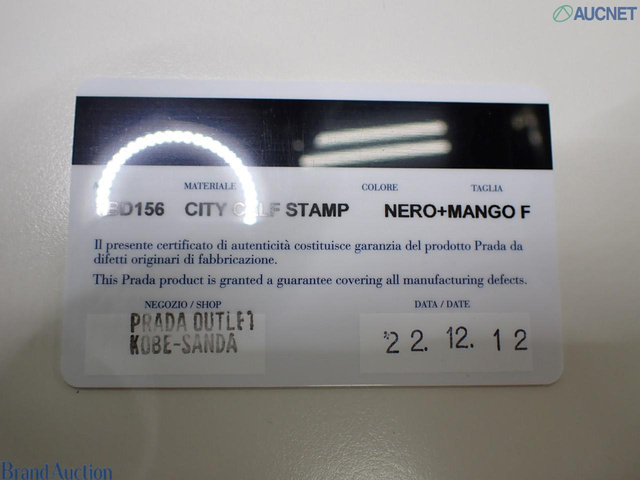 AUCNET
MATERIALE COLORE TAGLIA
CITY CALF STAMP NERO+MANGO F
Il presente certificato di autenticità costituisce garanzia del prodotto Prada da
difetti originari di fabbricazione.
This Prada product is granted a guarantee covering all manufacturing defects.
NEGOZIO / SHOP DATA / DATE
PRADA OUTLET
KOBE-SANDA
'22. 12. 12
Brand Auction